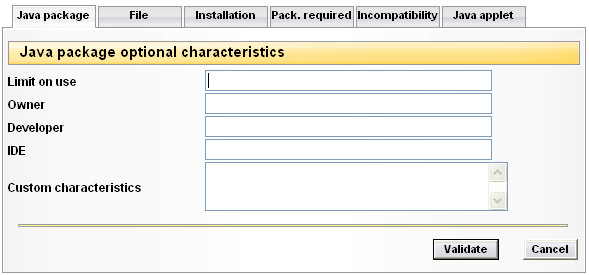 Java package File Installation Pack. required Incompatibility Java applet
Java package optional characteristics
Limit on use
Owner
Developer
IDE
Custom characteristics
Validate Cancel